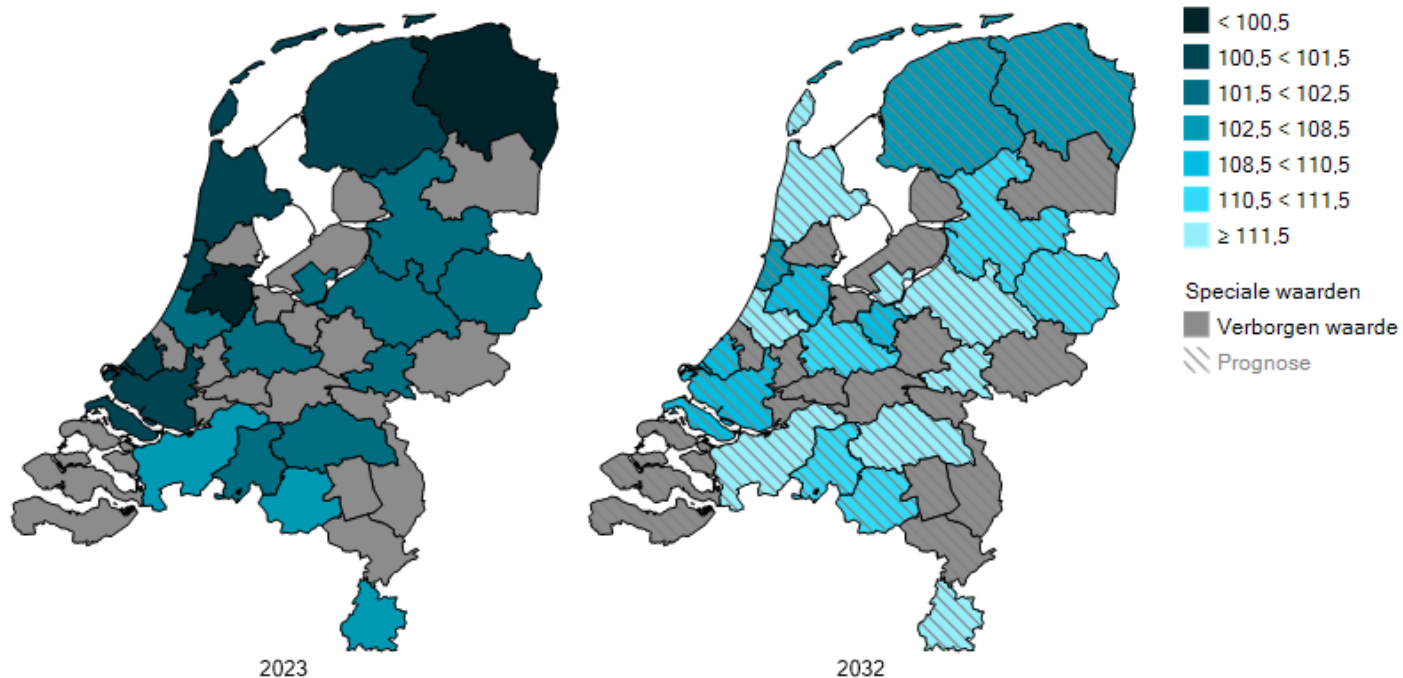 < 100,5
100,5 < 101,5
101,5 < 102,5
102,5 < 108,5
108,5 < 110,5
110,5 < 111,5
≥ 111,5
Speciale waarden
Verborgen waarde
Prognose
2023
2032